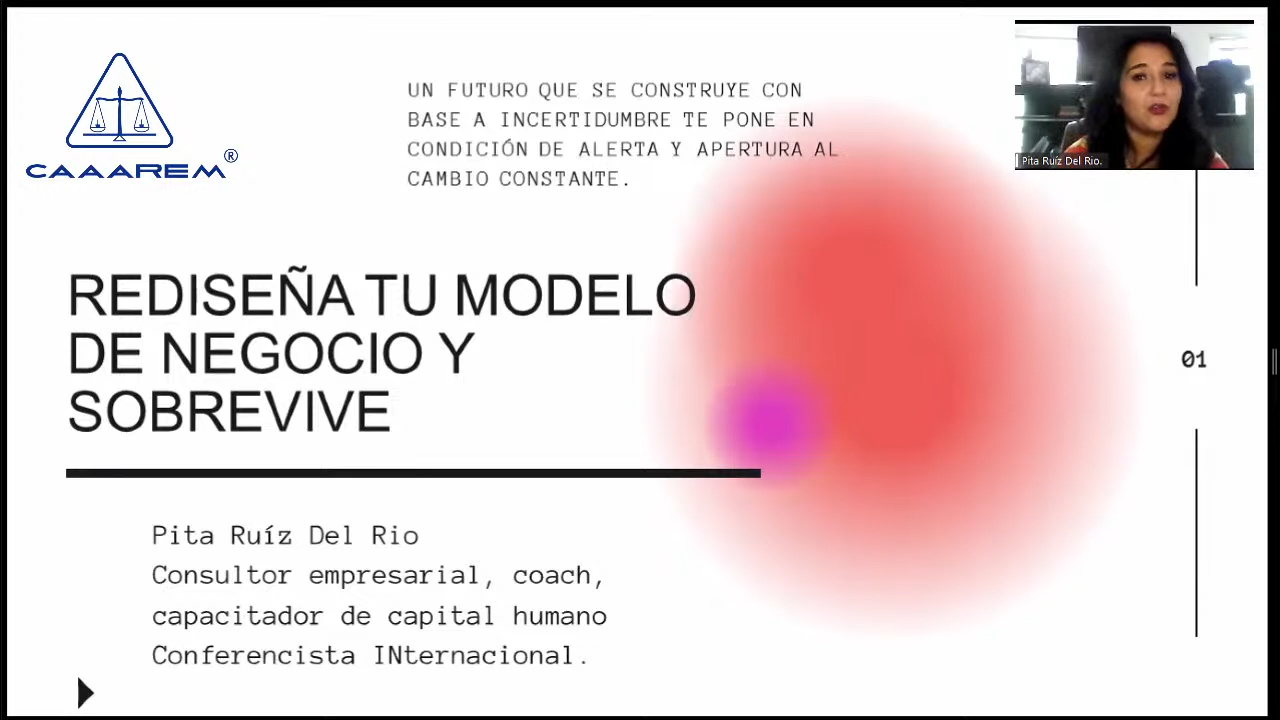 UN FUTURO QUE SE CONSTRUYE CON
BASE A INCERTIDUMBRE TE PONE EN
CONDICIÓN DE ALERTA Y APERTURA AL
CAMBIO CONSTANTE.
CAAAREM®
Pita Ruíz Del Rio.
REDISEÑA TU MODELO
DE NEGOCIO Y
SOBREVIVE
01
Pita Ruíz Del Rio
Consultor empresarial, coach,
capacitador de capital humano
Conferencista INternacional.